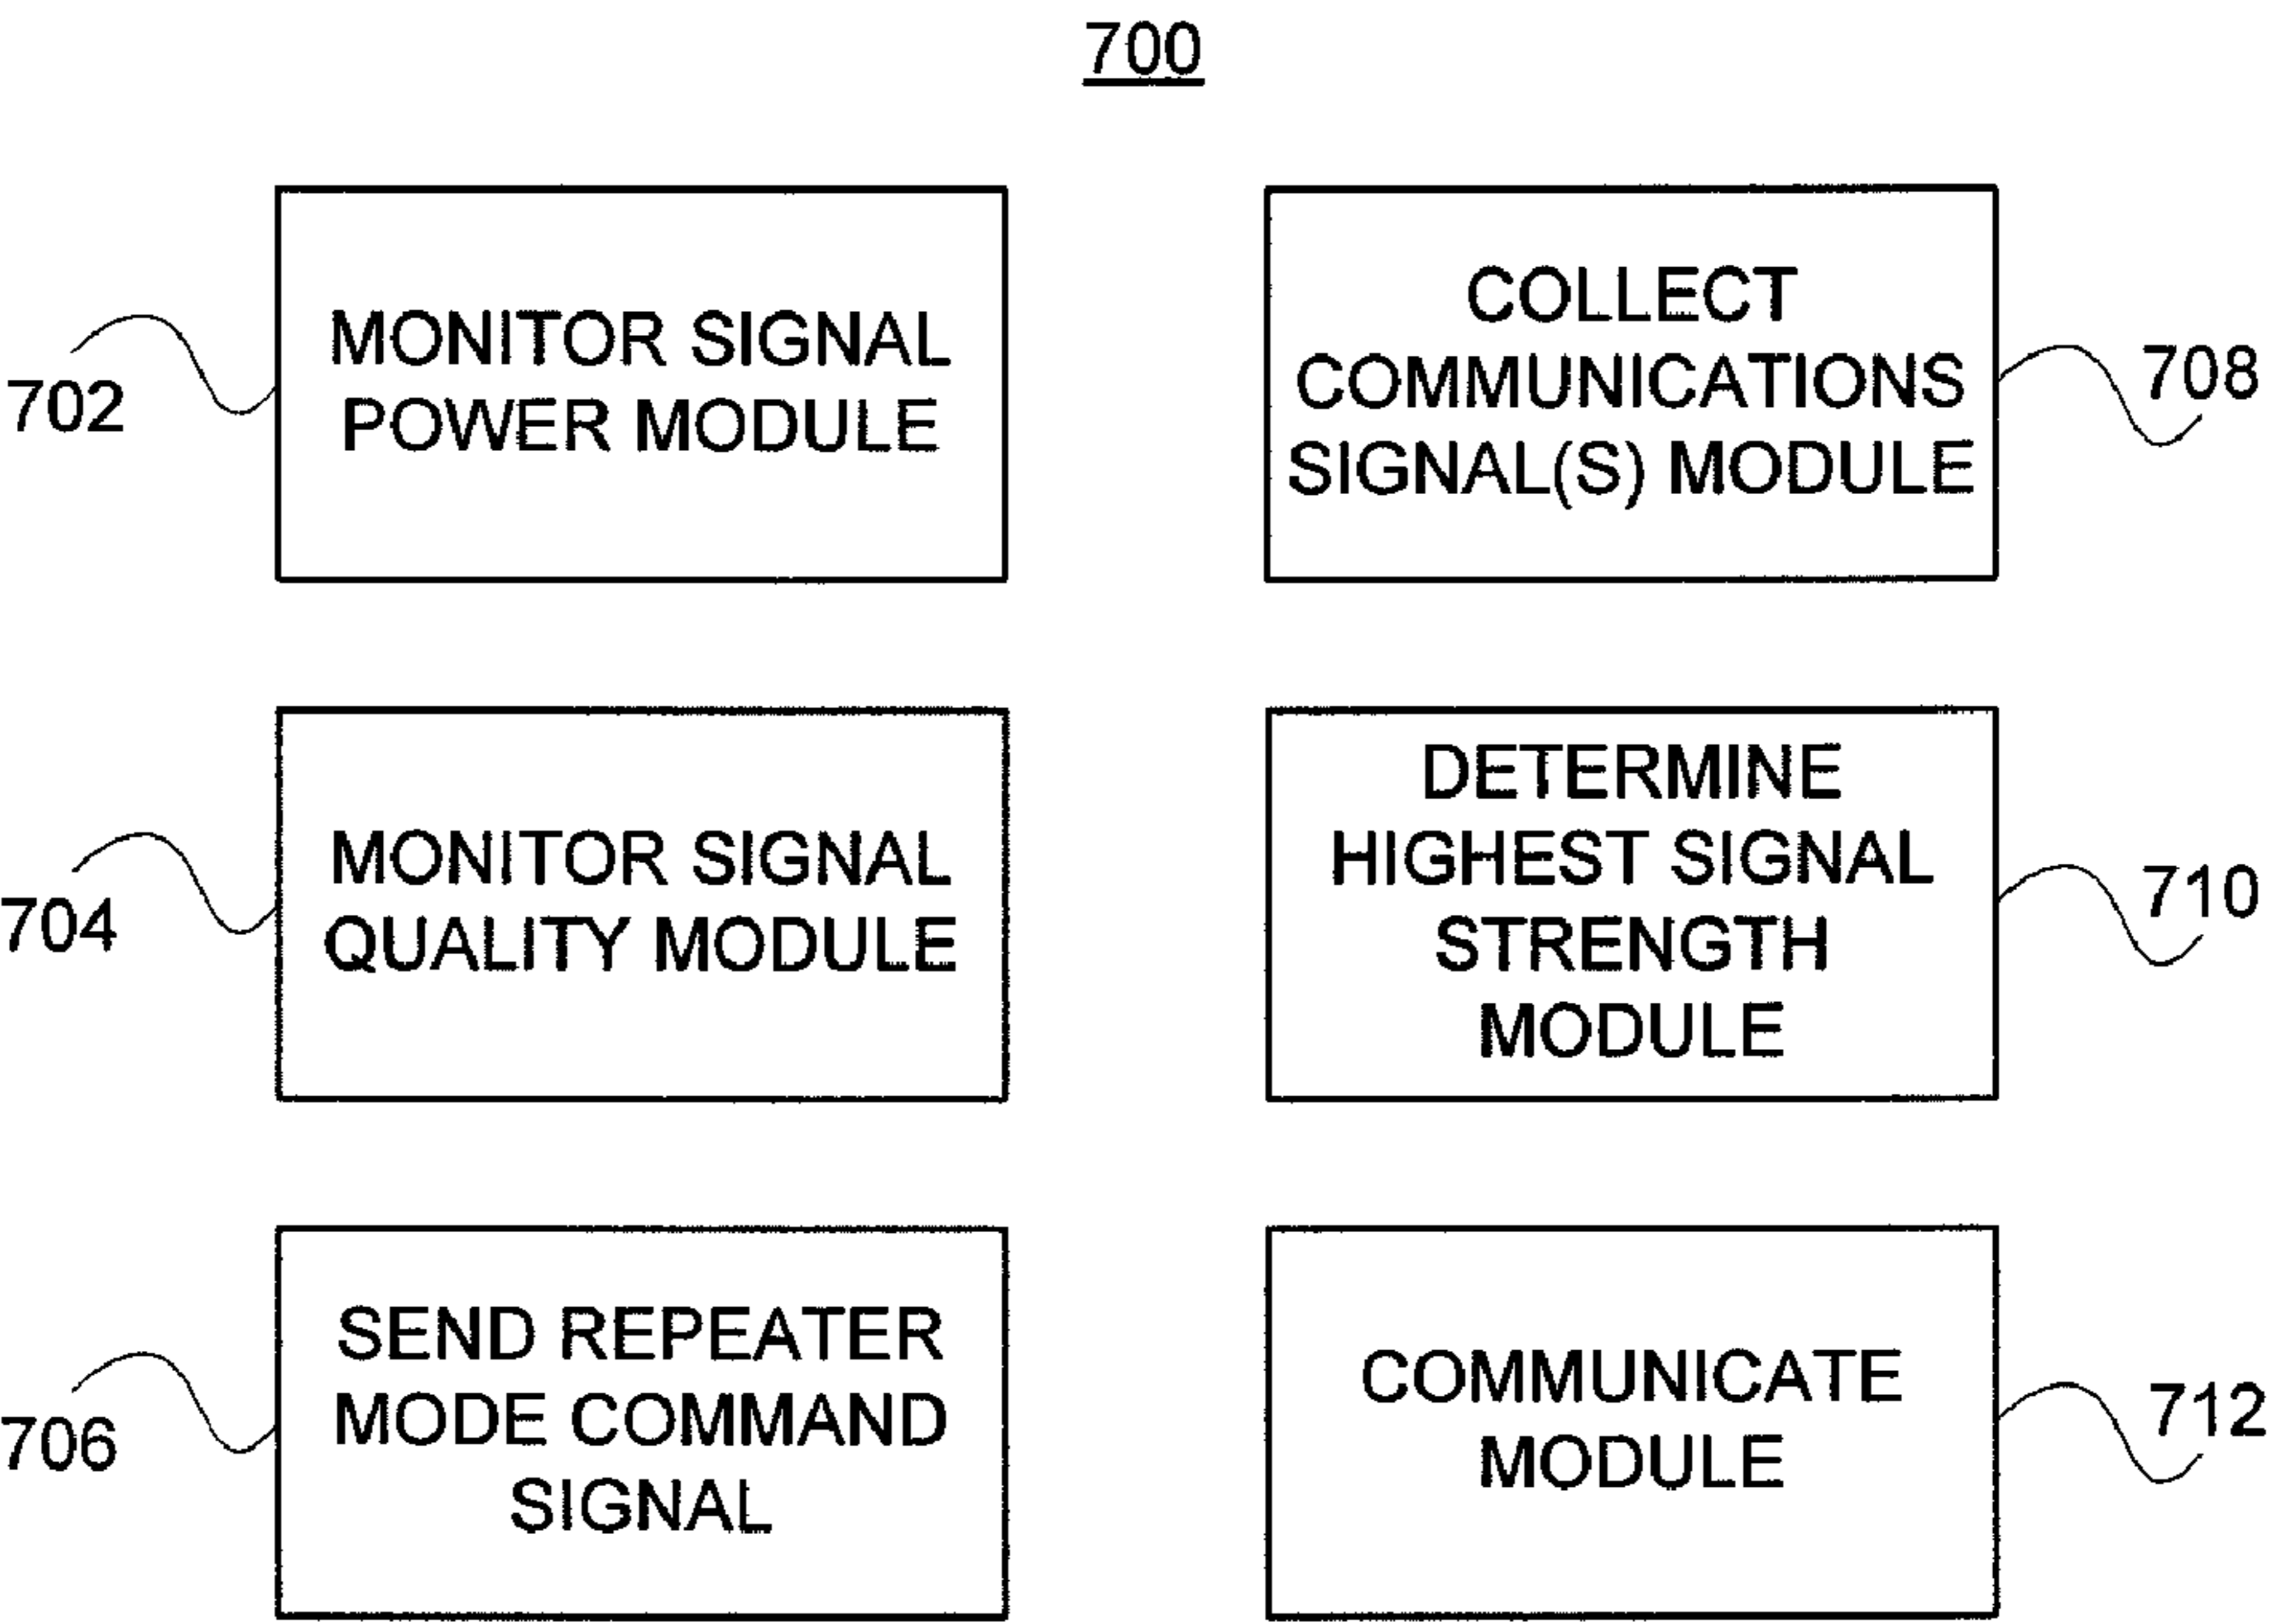 700
MONITOR SIGNAL
POWER MODULE
702
MONITOR SIGNAL
QUALITY MODULE
704
SEND REPEATER
MODE COMMAND
SIGNAL
706
COLLECT
COMMUNICATIONS
SIGNAL(S) MODULE
708
DETERMINE
HIGHEST SIGNAL
STRENGTH
MODULE
710
COMMUNICATE
MODULE
712